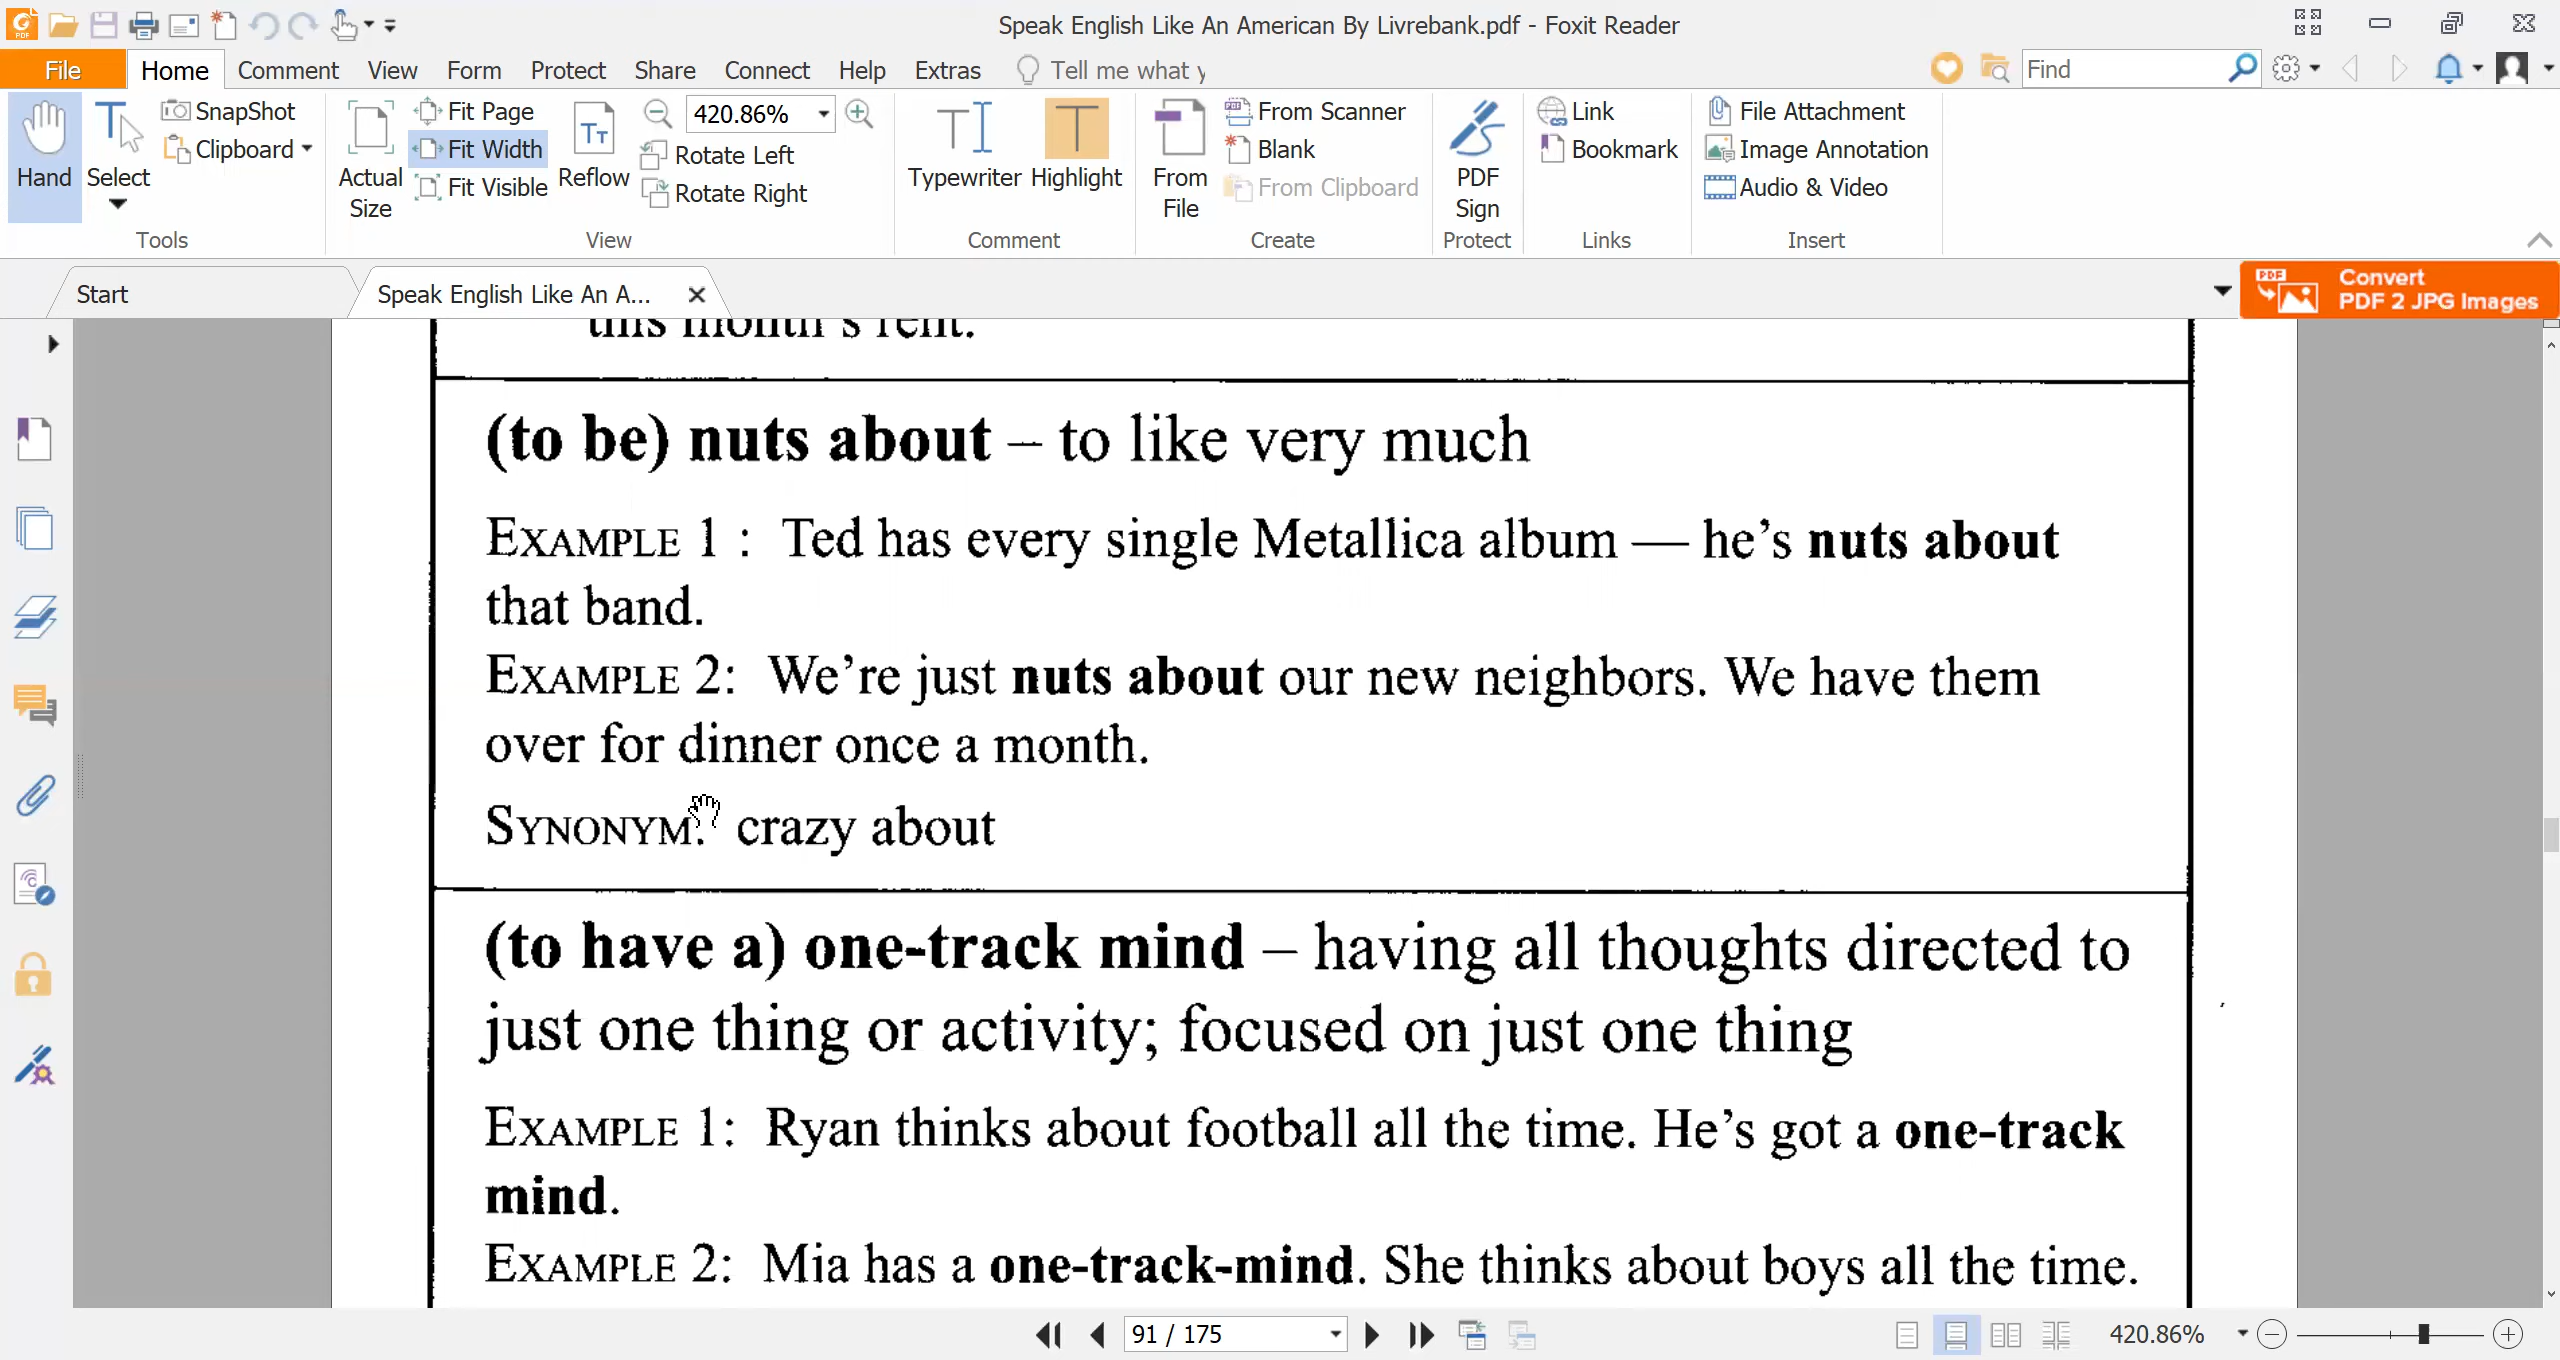 Speak English Like An American By Livrebank.pdf - Foxit Reader
File Home Comment View Form Protect Share Connect Help Extras Tell me what y Find
Hand Select SnapShot Clipboard
Tools
Actual Size Fit Page Fit Width Fit Visible Reflow 420.86% Rotate Left Rotate Right
View
Typewriter Highlight
Comment
From File From Scanner Blank From Clipboard
Create
PDF Sign
Protect
Link Bookmark
Links
File Attachment Image Annotation Audio & Video
Insert
Start Speak English Like An A... PDF Convert
PDF 2 JPG Images
this month's rent.
(to be) nuts about – to like very much
EXAMPLE 1 : Ted has every single Metallica album — he's nuts about
that band.
EXAMPLE 2: We're just nuts about our new neighbors. We have them
over for dinner once a month.
SYNONYM: crazy about
(to have a) one-track mind – having all thoughts directed to
just one thing or activity; focused on just one thing
EXAMPLE 1: Ryan thinks about football all the time. He's got a one-track
mind.
EXAMPLE 2: Mia has a one-track-mind. She thinks about boys all the time.
91 / 175 420.86%